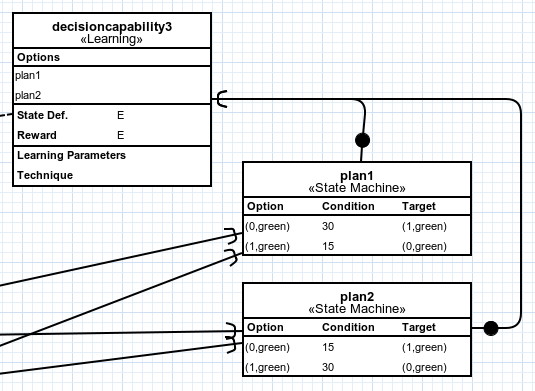 decisioncapability3
«Learning»
Options
plan1
plan2
State Def. E
Reward E
Learning Parameters
Technique
plan1
«State Machine»
Option Condition Target
(0,green) 30 (1,green)
(1,green) 15 (0,green)
plan2
«State Machine»
Option Condition Target
(0,green) 15 (1,green)
(1,green) 30 (0,green)